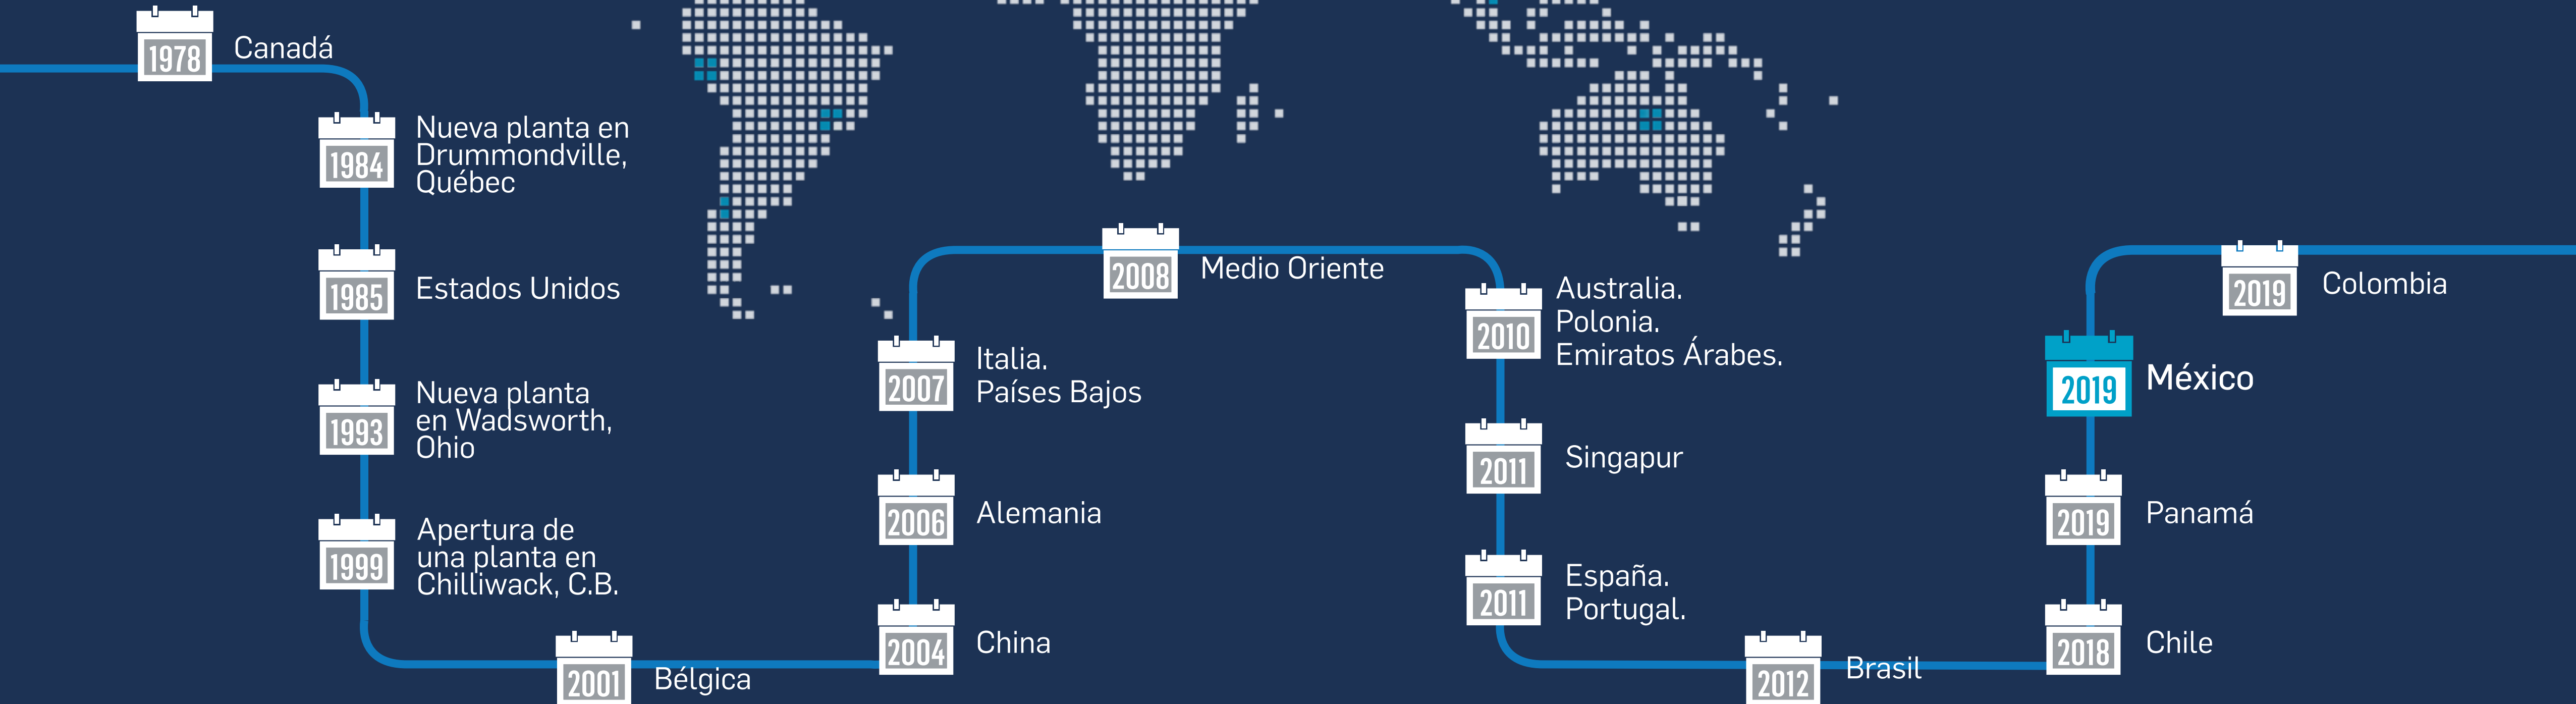 1978
Canadá
1984
Nueva planta en
Drummondville,
Québec
1985
Estados Unidos
1993
Nueva planta
en Wadsworth,
Ohio
1999
Apertura de
una planta en
Chilliwack, C.B.
2001
Bélgica
2004
China
2006
Alemania
2007
Italia.
Países Bajos
2008
Medio Oriente
2010
Australia.
Polonia.
Emiratos Árabes.
2011
Singapur
2011
España.
Portugal.
2012
Brasil
2018
Chile
2019
Panamá
2019
México
2019
Colombia